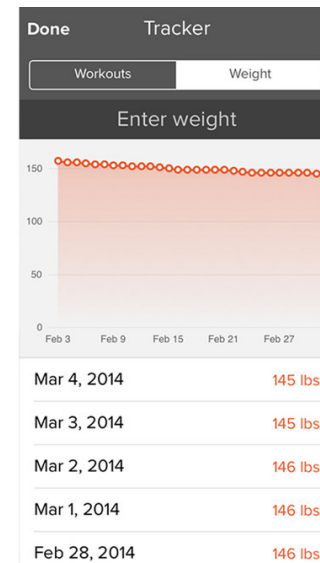 Done Tracker
Workouts Weight
Enter weight
150
100
50
0
Feb 3 Feb 9 Feb 15 Feb 21 Feb 27
Mar 4, 2014 145 lbs
Mar 3, 2014 145 lbs
Mar 2, 2014 146 lbs
Mar 1, 2014 146 lbs
Feb 28, 2014 146 lbs